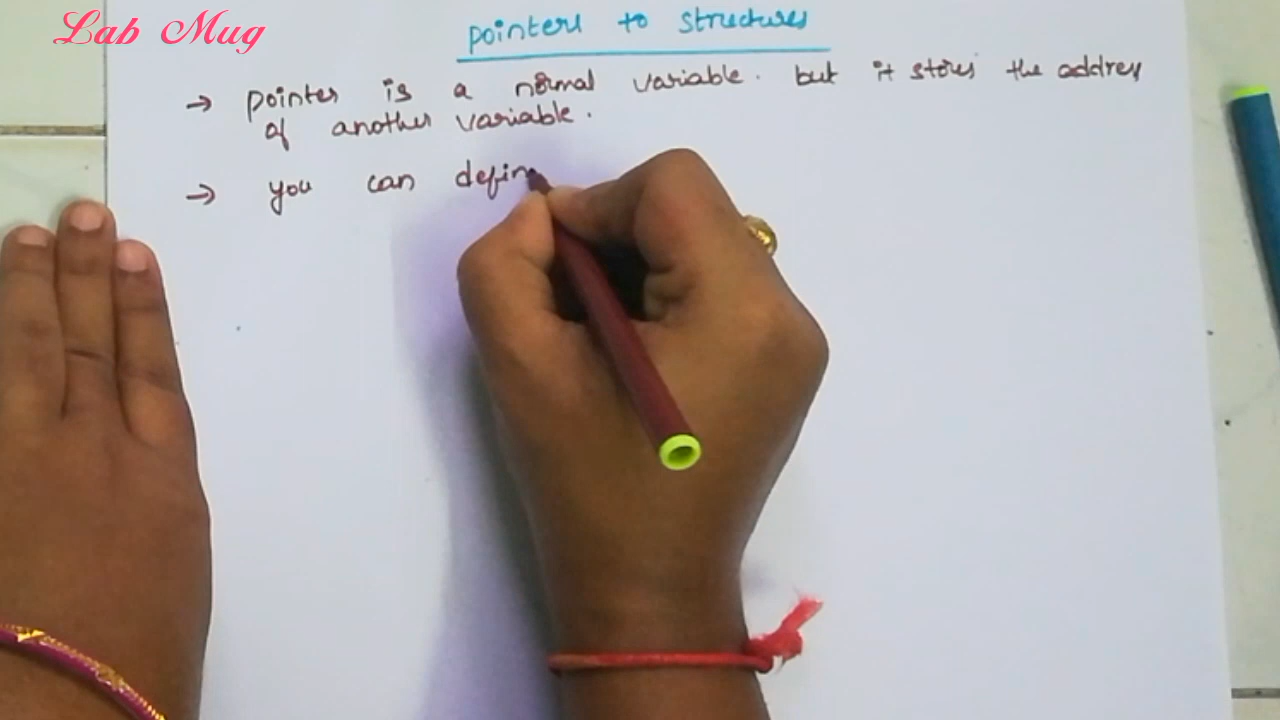 Lab Mug
pointers to structures
→ pointer is a normal variable. but it stores the address
of another variable.
→ you can defin